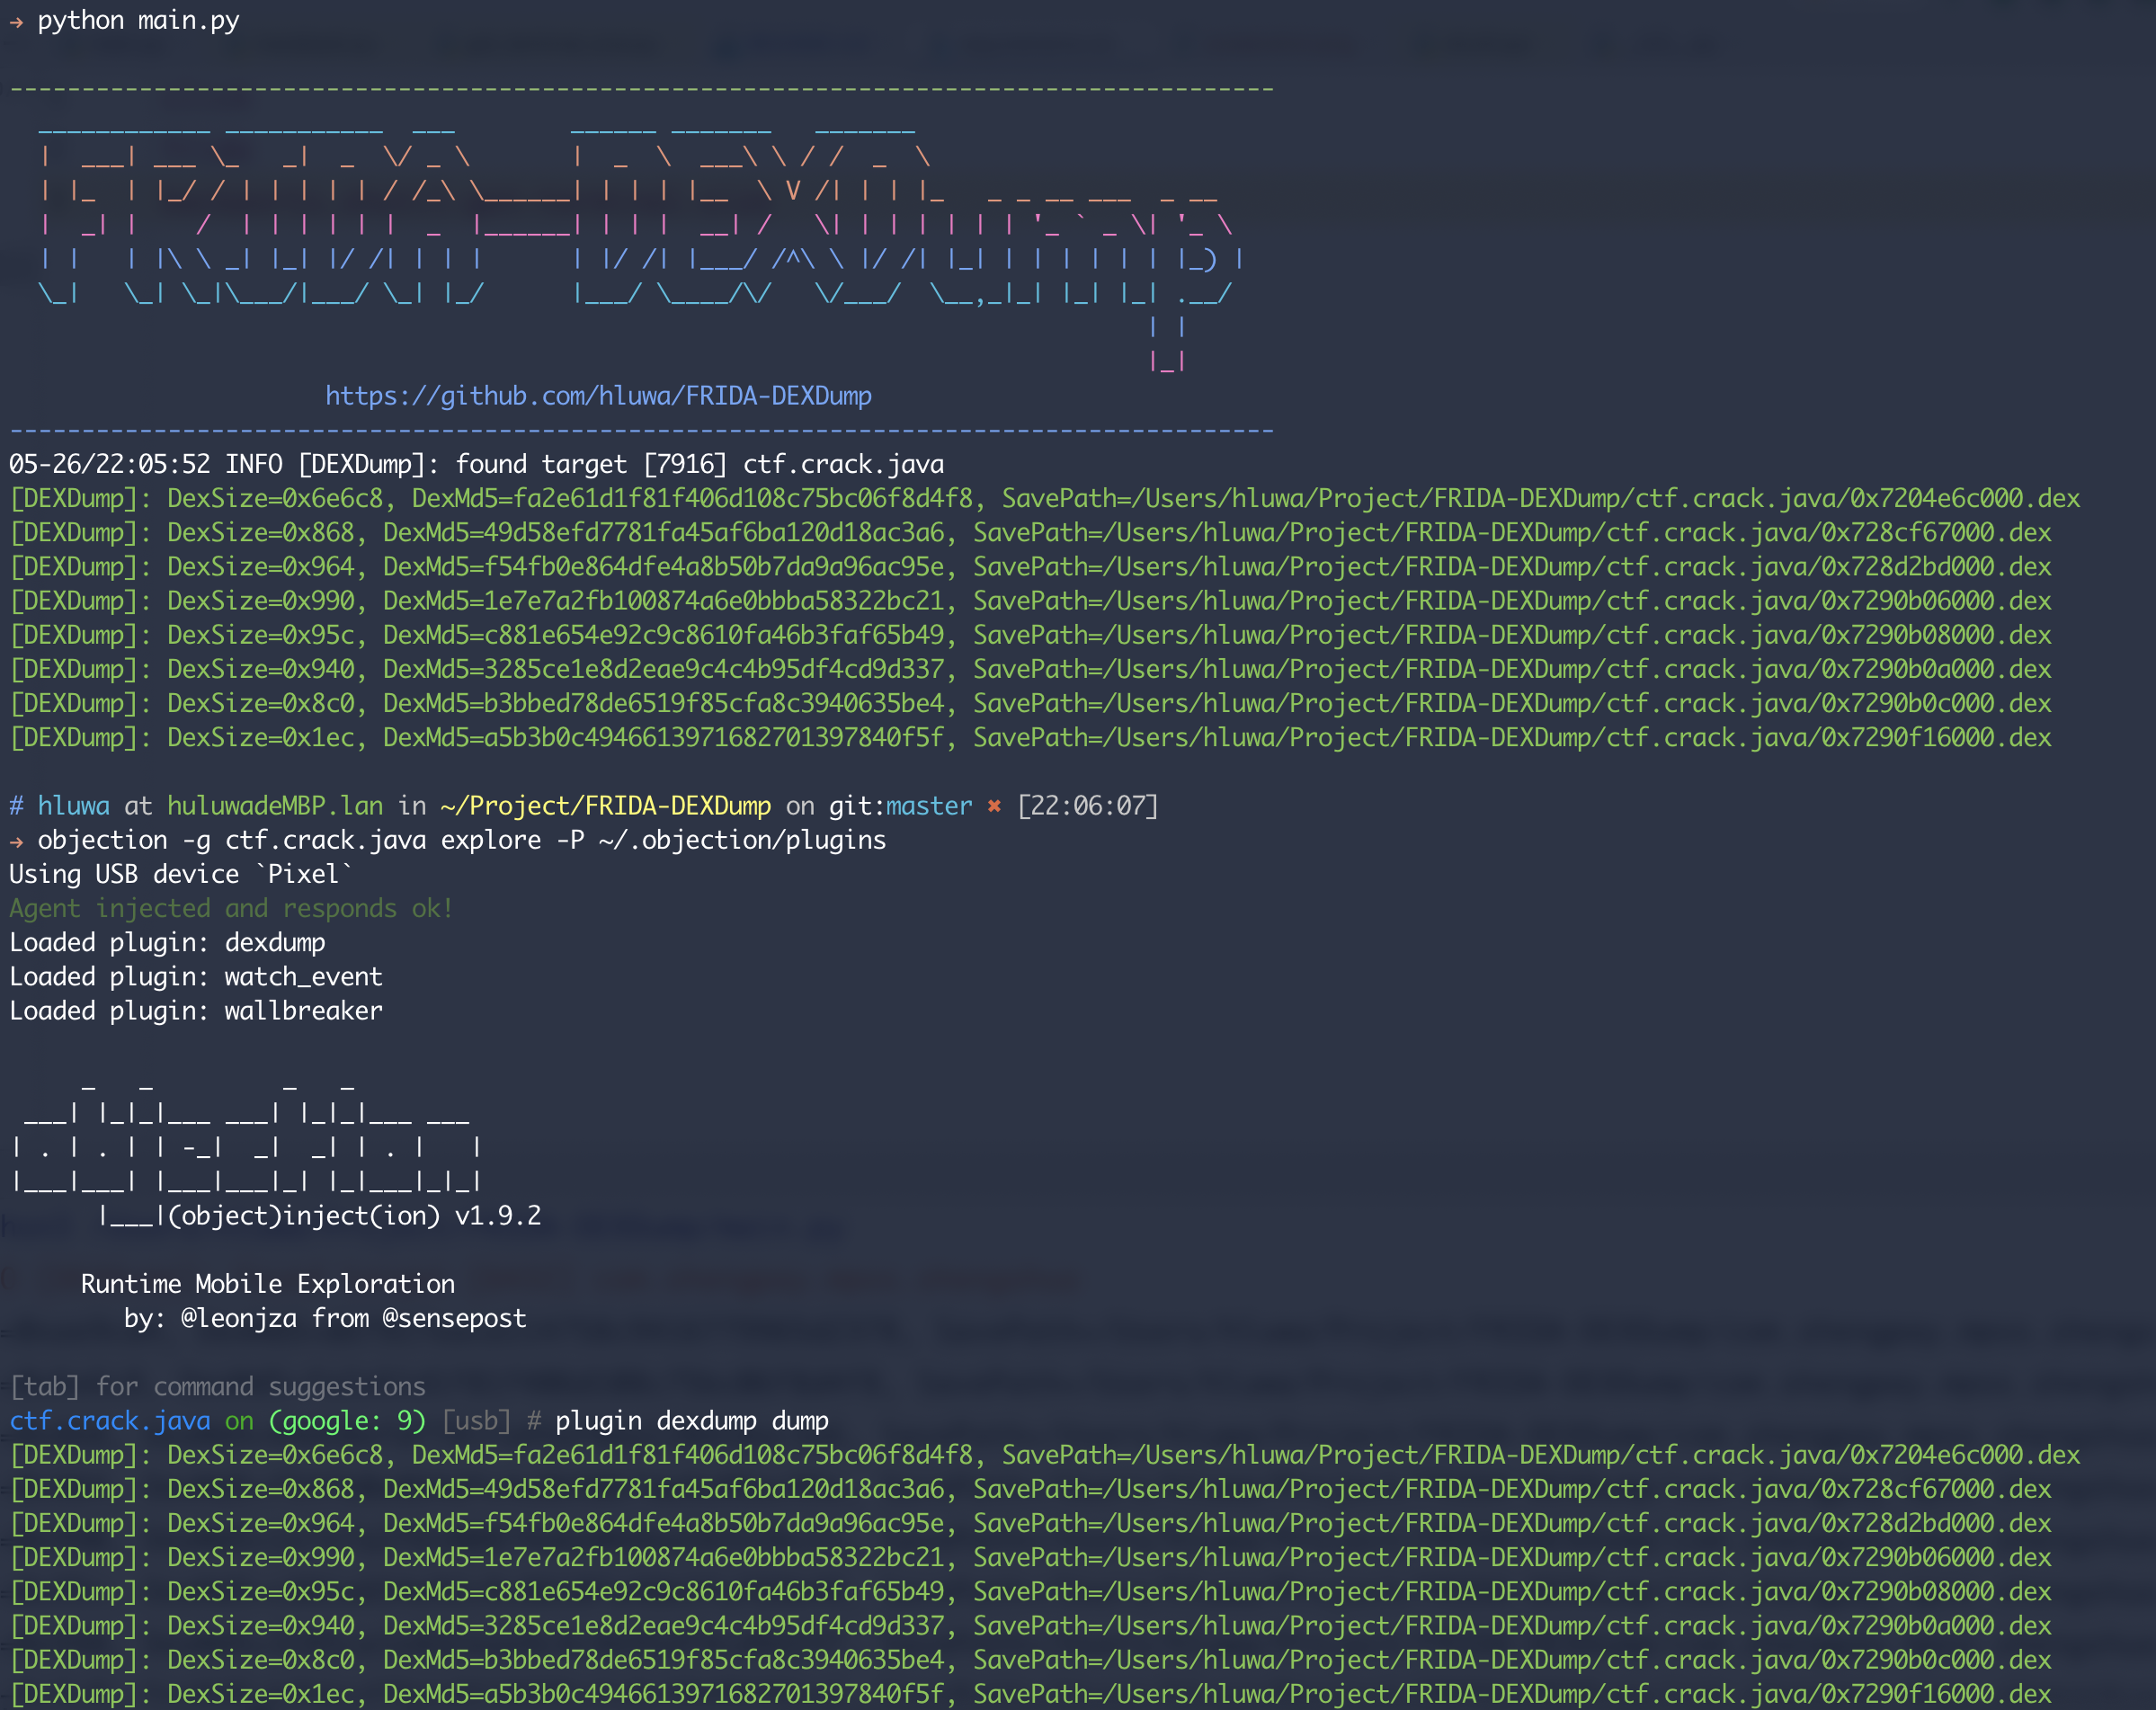 → python main.py
----------------------------------------------------------------------------------------
FRIDA-DEXDump
https://github.com/hluwa/FRIDA-DEXDump
----------------------------------------------------------------------------------------
05-26/22:05:52 INFO [DEXDump]: found target [7916] ctf.crack.java
[DEXDump]: DexSize=0x6e6c8, DexMd5=fa2e61d1f81f406d108c75bc06f8d4f8, SavePath=/Users/hluwa/Project/FRIDA-DEXDump/ctf.crack.java/0x7204e6c000.dex
[DEXDump]: DexSize=0x868, DexMd5=49d58efd7781fa45af6ba120d18ac3a6, SavePath=/Users/hluwa/Project/FRIDA-DEXDump/ctf.crack.java/0x728cf67000.dex
[DEXDump]: DexSize=0x964, DexMd5=f54fb0e864dfe4a8b50b7da9a96ac95e, SavePath=/Users/hluwa/Project/FRIDA-DEXDump/ctf.crack.java/0x728d2bd000.dex
[DEXDump]: DexSize=0x990, DexMd5=1e7e7a2fb100874a6e0bbba58322bc21, SavePath=/Users/hluwa/Project/FRIDA-DEXDump/ctf.crack.java/0x7290b06000.dex
[DEXDump]: DexSize=0x95c, DexMd5=c881e654e92c9c8610fa46b3faf65b49, SavePath=/Users/hluwa/Project/FRIDA-DEXDump/ctf.crack.java/0x7290b08000.dex
[DEXDump]: DexSize=0x940, DexMd5=3285ce1e8d2eae9c4c4b95df4cd9d337, SavePath=/Users/hluwa/Project/FRIDA-DEXDump/ctf.crack.java/0x7290b0a000.dex
[DEXDump]: DexSize=0x8c0, DexMd5=b3bbed78de6519f85cfa8c3940635be4, SavePath=/Users/hluwa/Project/FRIDA-DEXDump/ctf.crack.java/0x7290b0c000.dex
[DEXDump]: DexSize=0x1ec, DexMd5=a5b3b0c4946613971682701397840f5f, SavePath=/Users/hluwa/Project/FRIDA-DEXDump/ctf.crack.java/0x7290f16000.dex
# hluwa at huluwadeMBP.lan in ~/Project/FRIDA-DEXDump on git:master ✖ [22:06:07]
→ objection -g ctf.crack.java explore -P ~/.objection/plugins
Using USB device `Pixel`
Agent injected and responds ok!
Loaded plugin: dexdump
Loaded plugin: watch_event
Loaded plugin: wallbreaker
objection
(object)inject(ion) v1.9.2
Runtime Mobile Exploration
by: @leonjza from @sensepost
[tab] for command suggestions
ctf.crack.java on (google: 9) [usb] # plugin dexdump dump
[DEXDump]: DexSize=0x6e6c8, DexMd5=fa2e61d1f81f406d108c75bc06f8d4f8, SavePath=/Users/hluwa/Project/FRIDA-DEXDump/ctf.crack.java/0x7204e6c000.dex
[DEXDump]: DexSize=0x868, DexMd5=49d58efd7781fa45af6ba120d18ac3a6, SavePath=/Users/hluwa/Project/FRIDA-DEXDump/ctf.crack.java/0x728cf67000.dex
[DEXDump]: DexSize=0x964, DexMd5=f54fb0e864dfe4a8b50b7da9a96ac95e, SavePath=/Users/hluwa/Project/FRIDA-DEXDump/ctf.crack.java/0x728d2bd000.dex
[DEXDump]: DexSize=0x990, DexMd5=1e7e7a2fb100874a6e0bbba58322bc21, SavePath=/Users/hluwa/Project/FRIDA-DEXDump/ctf.crack.java/0x7290b06000.dex
[DEXDump]: DexSize=0x95c, DexMd5=c881e654e92c9c8610fa46b3faf65b49, SavePath=/Users/hluwa/Project/FRIDA-DEXDump/ctf.crack.java/0x7290b08000.dex
[DEXDump]: DexSize=0x940, DexMd5=3285ce1e8d2eae9c4c4b95df4cd9d337, SavePath=/Users/hluwa/Project/FRIDA-DEXDump/ctf.crack.java/0x7290b0a000.dex
[DEXDump]: DexSize=0x8c0, DexMd5=b3bbed78de6519f85cfa8c3940635be4, SavePath=/Users/hluwa/Project/FRIDA-DEXDump/ctf.crack.java/0x7290b0c000.dex
[DEXDump]: DexSize=0x1ec, DexMd5=a5b3b0c4946613971682701397840f5f, SavePath=/Users/hluwa/Project/FRIDA-DEXDump/ctf.crack.java/0x7290f16000.dex